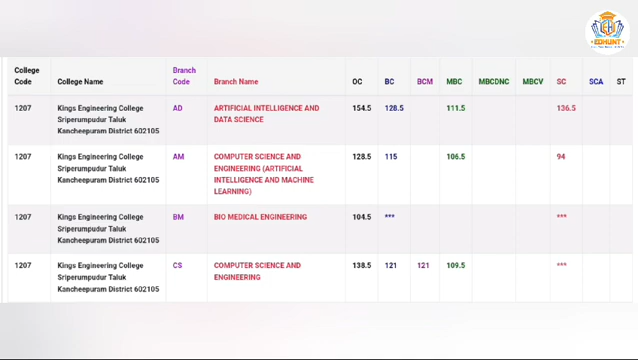 EDHUNT
College Code College Name Branch Code Branch Name OC BC BCM MBC MBCDNC MBCV SC SCA ST
1207 Kings Engineering College Sriperumpudur Taluk Kancheepuram District 602105 AD ARTIFICIAL INTELLIGENCE AND DATA SCIENCE 154.5 128.5 111.5 136.5
1207 Kings Engineering College Sriperumpudur Taluk Kancheepuram District 602105 AM COMPUTER SCIENCE AND ENGINEERING (ARTIFICIAL INTELLIGENCE AND MACHINE LEARNING) 128.5 115 106.5 94
1207 Kings Engineering College Sriperumpudur Taluk Kancheepuram District 602105 BM BIO MEDICAL ENGINEERING 104.5 *** ***
1207 Kings Engineering College Sriperumpudur Taluk Kancheepuram District 602105 CS COMPUTER SCIENCE AND ENGINEERING 138.5 121 121 109.5 ***